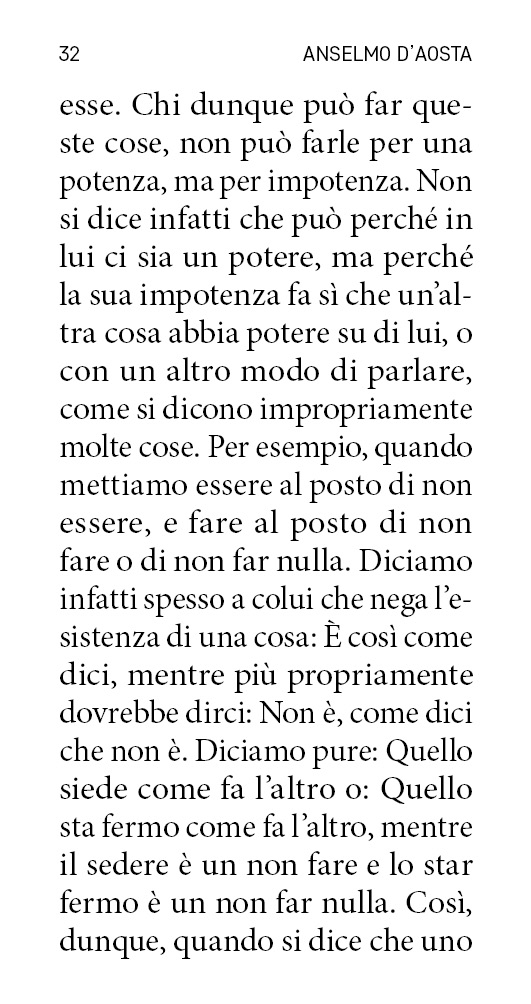 32 ANSELMO D'AOSTA
esse. Chi dunque può far que-
ste cose, non può farle per una
potenza, ma per impotenza. Non
si dice infatti che può perché in
lui ci sia un potere, ma perché
la sua impotenza fa sì che un’al-
tra cosa abbia potere su di lui, o
con un altro modo di parlare,
come si dicono impropriamente
molte cose. Per esempio, quando
mettiamo essere al posto di non
essere, e fare al posto di non
fare o di non far nulla. Diciamo
infatti spesso a colui che nega l’e-
sistenza di una cosa: È così come
dici, mentre più propriamente
dovrebbe dirci: Non è, come dici
che non è. Diciamo pure: Quello
siede come fa l’altro o: Quello
sta fermo come fa l’altro, mentre
il sedere è un non fare e lo star
fermo è un non far nulla. Così,
dunque, quando si dice che uno